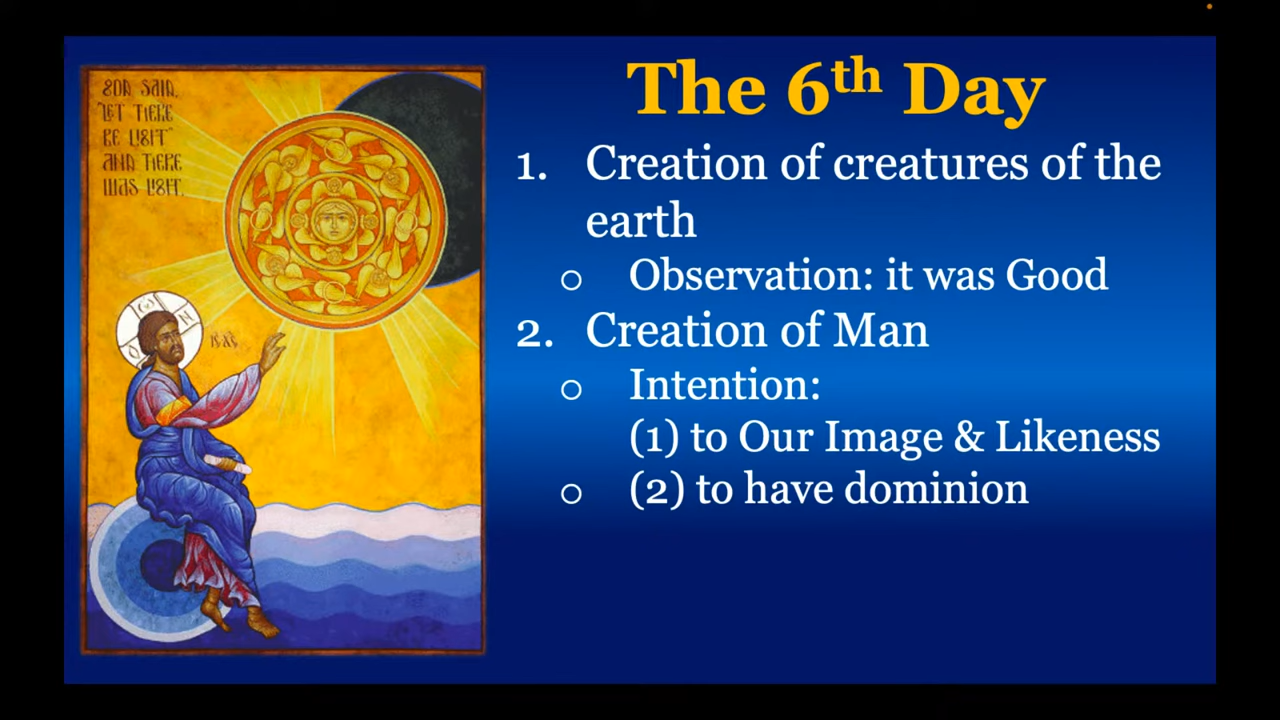 GOD SAID,
"LET THERE
BE LIGHT"
AND THERE
WAS LIGHT.
The 6th Day
1. Creation of creatures of the
earth
○ Observation: it was Good
2. Creation of Man
○ Intention:
(1) to Our Image & Likeness
○ (2) to have dominion